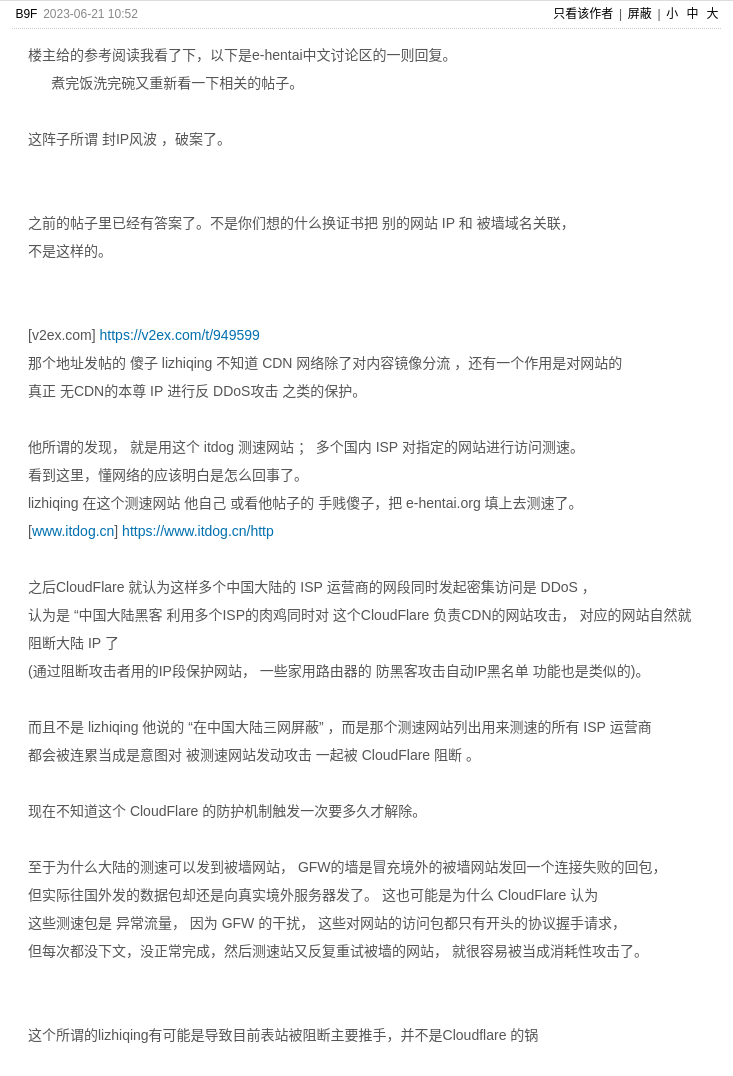 B9F 2023-06-21 10:52 只看该作者 | 屏蔽 | 小 中 大
楼主给的参考阅读我看了下，以下是e-hentai中文讨论区的一则回复。
煮完饭洗完碗又重新看一下相关的帖子。
这阵子所谓 封IP风波 ，破案了。
之前的帖子里已经有答案了。不是你们想的什么换证书把 别的网站 IP 和 被墙域名关联，
不是这样的。
[v2ex.com] https://v2ex.com/t/949599
那个地址发帖的 傻子 lizhiqing 不知道 CDN 网络除了对内容镜像分流 ，还有一个作用是对网站的
真正 无CDN的本尊 IP 进行反 DDoS攻击 之类的保护。
他所谓的发现， 就是用这个 itdog 测速网站 ； 多个国内 ISP 对指定的网站进行访问测速。
看到这里，懂网络的应该明白是怎么回事了。
lizhiqing 在这个测速网站 他自己 或看他帖子的 手贱傻子，把 e-hentai.org 填上去测速了。
[www.itdog.cn] https://www.itdog.cn/http
之后CloudFlare 就认为这样多个中国大陆的 ISP 运营商的网段同时发起密集访问是 DDoS ，
认为是 “中国大陆黑客 利用多个ISP的肉鸡同时对 这个CloudFlare 负责CDN的网站攻击， 对应的网站自然就
阻断大陆 IP 了
(通过阻断攻击者用的IP段保护网站， 一些家用路由器的 防黑客攻击自动IP黑名单 功能也是类似的)。
而且不是 lizhiqing 他说的 “在中国大陆三网屏蔽” ，而是那个测速网站列出用来测速的所有 ISP 运营商
都会被连累当成是意图对 被测速网站发动攻击 一起被 CloudFlare 阻断 。
现在不知道这个 CloudFlare 的防护机制触发一次要多久才解除。
至于为什么大陆的测速可以发到被墙网站， GFW的墙是冒充境外的被墙网站发回一个连接失败的回包，
但实际往国外发的数据包却还是向真实境外服务器发了。 这也可能是为什么 CloudFlare 认为
这些测速包是 异常流量， 因为 GFW 的干扰， 这些对网站的访问包都只有开头的协议握手请求，
但每次都没下文，没正常完成，然后测速站又反复重试被墙的网站， 就很容易被当成消耗性攻击了。
这个所谓的lizhiqing有可能是导致目前表站被阻断主要推手，并不是Cloudflare 的锅